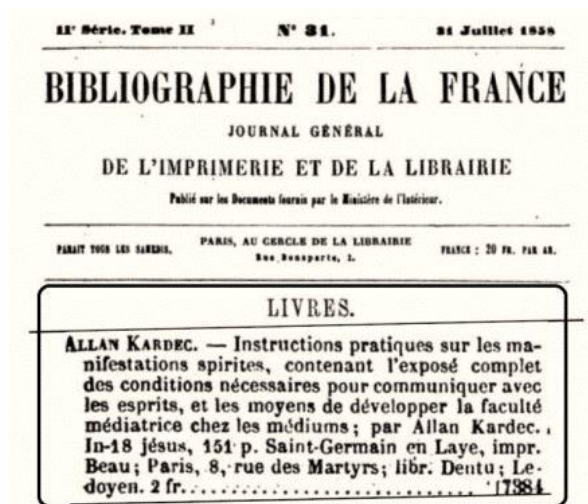 IIe Série. Tome II N° 31. 31 Juillet 1858
BIBLIOGRAPHIE DE LA FRANCE
JOURNAL GÉNÉRAL
DE L'IMPRIMERIE ET DE LA LIBRAIRIE
Publié sur les Documents fournis par le Ministère de l'Intérieur.
PARAIT TOUS LES SAMEDIS. PARIS, AU CERCLE DE LA LIBRAIRIE FRANCE : 20 FR. PAR AN.
Rue Bonaparte, 1.
LIVRES.
ALLAN KARDEC. — Instructions pratiques sur les ma-
nifestations spirites, contenant l'exposé complet
des conditions nécessaires pour communiquer avec
les esprits, et les moyens de développer la faculté
médiatrice chez les médiums; par Allan Kardec.
In-18 jésus, 151 p. Saint-Germain en Laye, impr.
Beau; Paris, 8, rue des Martyrs; libr. Dentu; Le-
doyen. 2 fr.......................... 7384